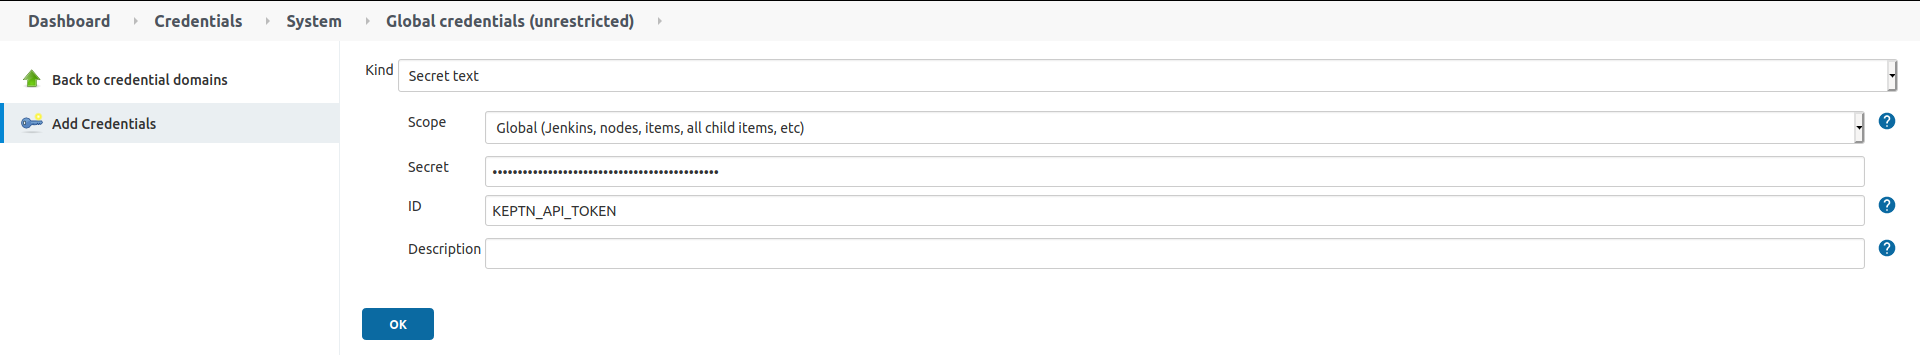 Dashboard Credentials System Global credentials (unrestricted)
Back to credential domains
Add Credentials
Kind Secret text
Scope Global (Jenkins, nodes, items, all child items, etc) ?
Secret ••••••••••••••••••••••••••••••••••••••••••••
ID KEPTN_API_TOKEN ?
Description ?
OK